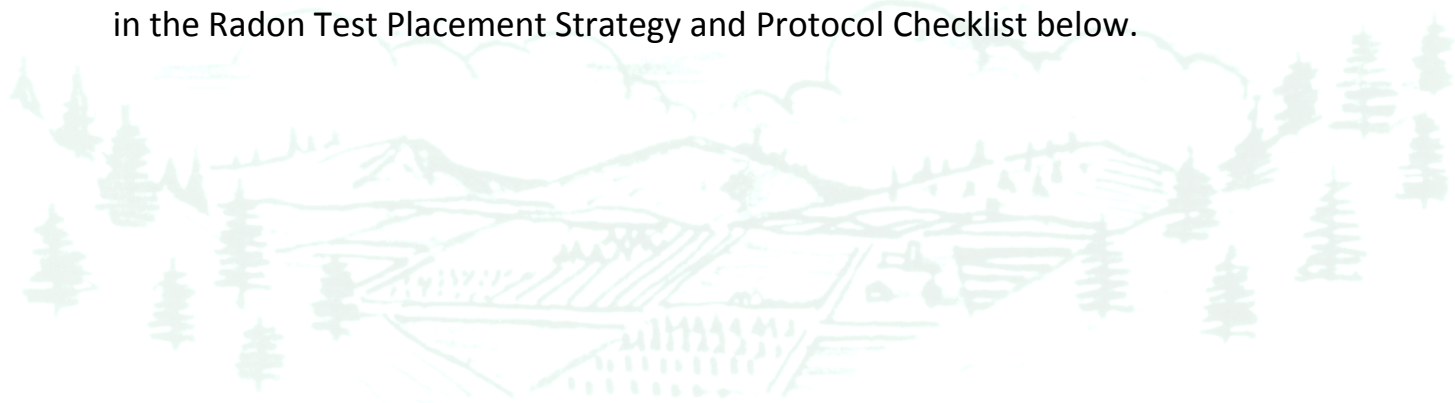 in the Radon Test Placement Strategy and Protocol Checklist below.